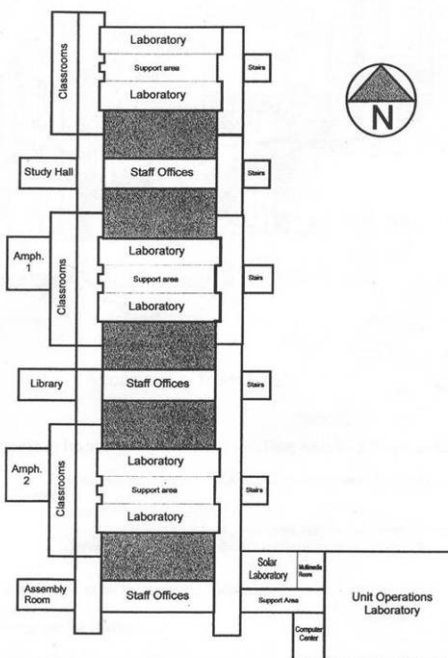 Laboratory
Classrooms
Support area
Stairs
Laboratory
N
Study Hall
Staff Offices
Stairs
Amph.
1
Classrooms
Laboratory
Support area
Stairs
Laboratory
Library
Staff Offices
Stairs
Amph.
2
Classrooms
Laboratory
Support area
Stairs
Laboratory
Solar
Laboratory
Multimedia
Room
Assembly
Room
Staff Offices
Support Area
Unit Operations
Laboratory
Computer
Center